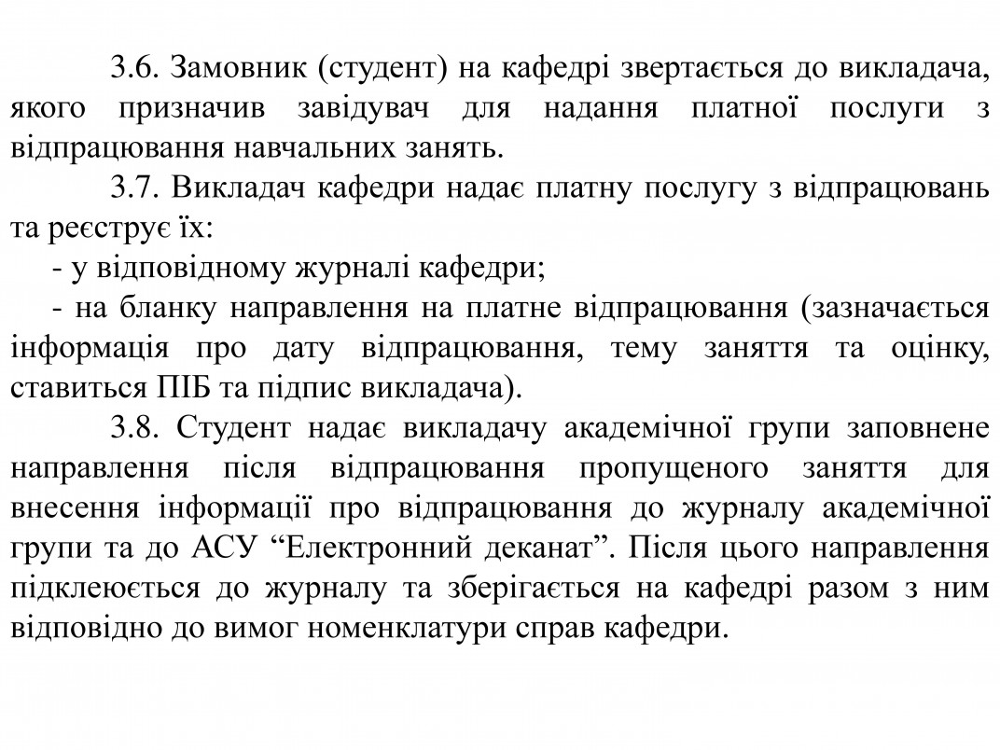 3.6. Замовник (студент) на кафедрі звертається до викладача,
якого призначив завідувач для надання платної послуги з
відпрацювання навчальних занять.
3.7. Викладач кафедри надає платну послугу з відпрацювань
та реєструє їх:
- у відповідному журналі кафедри;
- на бланку направлення на платне відпрацювання (зазначається
інформація про дату відпрацювання, тему заняття та оцінку,
ставиться ПІБ та підпис викладача).
3.8. Студент надає викладачу академічної групи заповнене
направлення після відпрацювання пропущеного заняття для
внесення інформації про відпрацювання до журналу академічної
групи та до АСУ “Електронний деканат”. Після цього направлення
підклеюється до журналу та зберігається на кафедрі разом з ним
відповідно до вимог номенклатури справ кафедри.